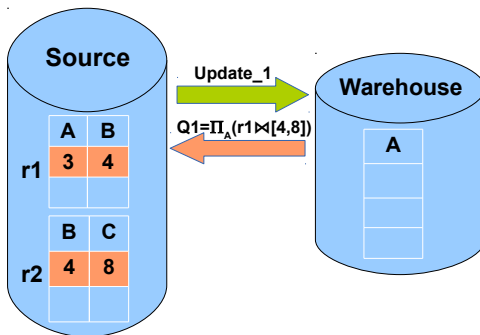 Source
Update_1
Warehouse
Q1=Π_A(r1⋈[4,8])
A B
r1 3 4
A
B C
r2 4 8